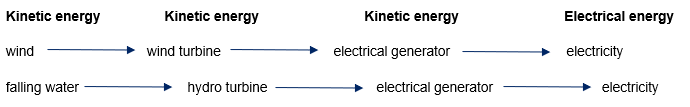 Kinetic energy Kinetic energy Kinetic energy Electrical energy
wind wind turbine electrical generator electricity
falling water hydro turbine electrical generator electricity